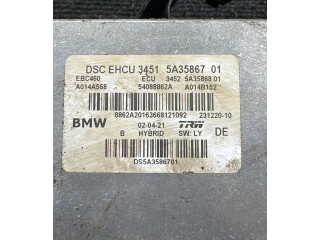 DSC EHCU 3451 5A35867 01
EBC460 ECU 3452 5A35868 01
A014A568 54088862A A014B152
8862A20163668121092 231220-10
BMW 02-04-21 TRW
B HYBRID SW: LY DE
DS5A3586701